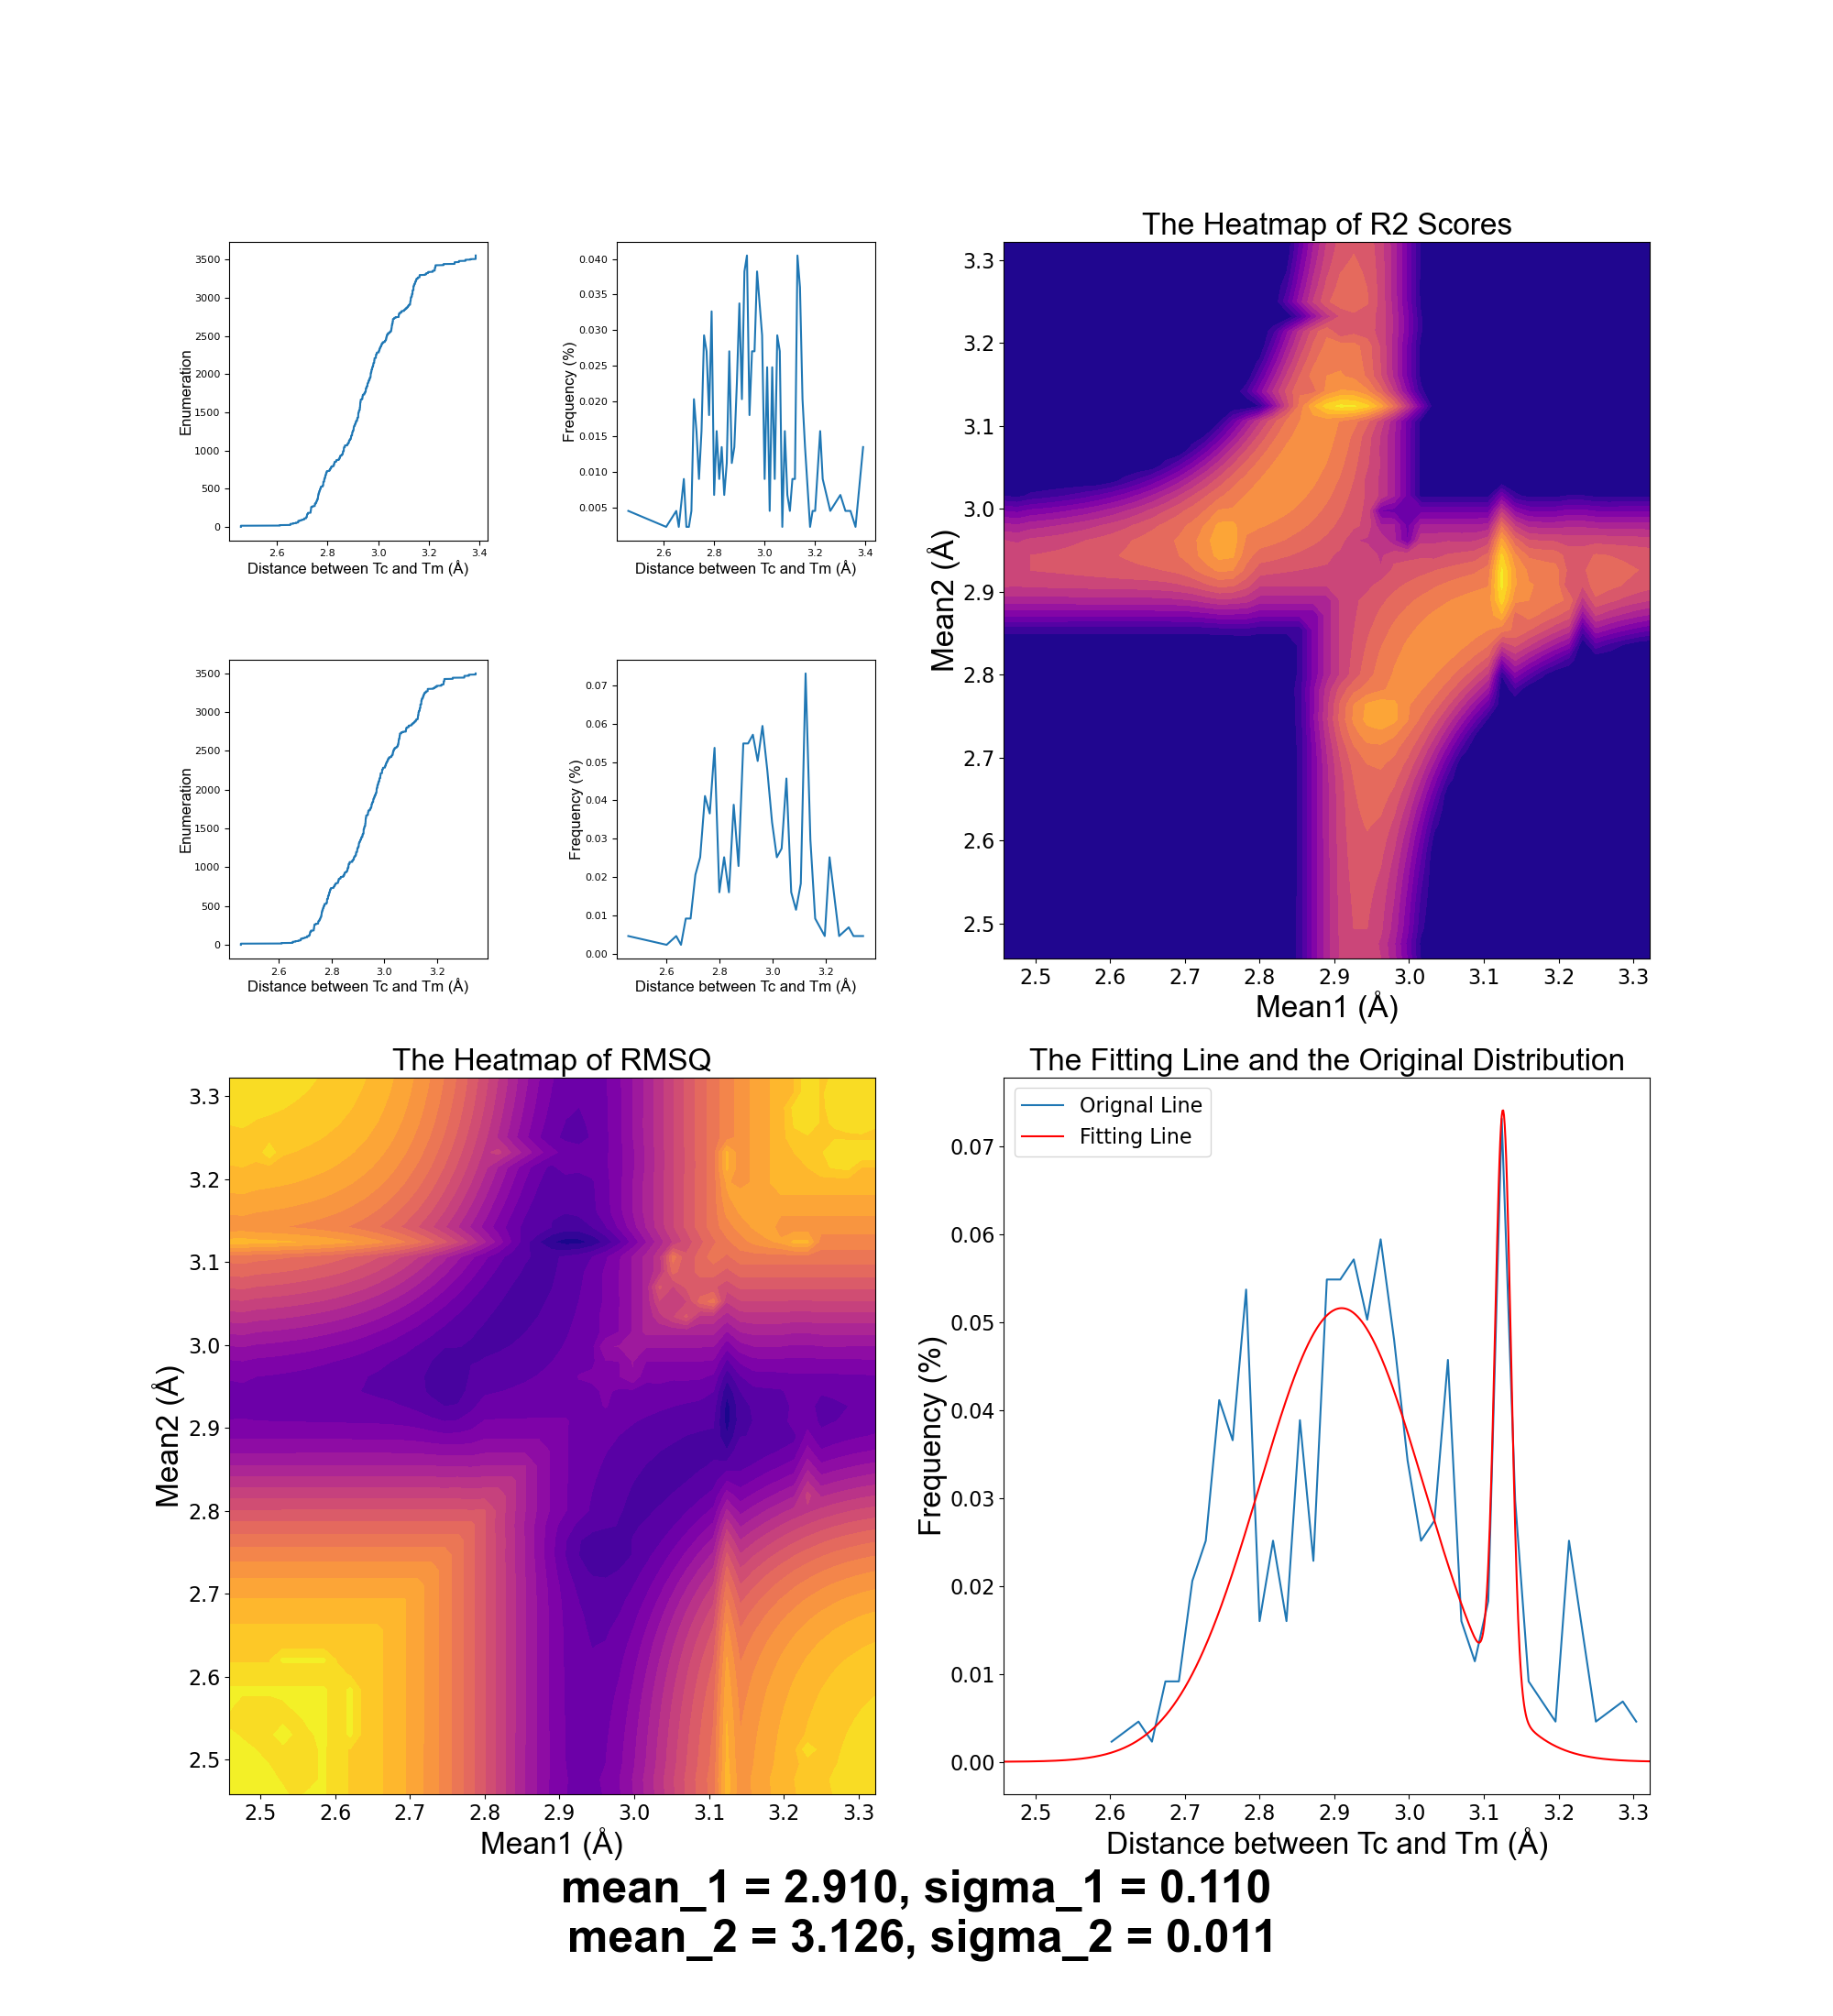 3500
3000
2500
2000
1500
1000
500
0
Enumeration
2.6 2.8 3.0 3.2 3.4
Distance between Tc and Tm (Å)
0.040
0.035
0.030
0.025
0.020
0.015
0.010
0.005
Frequency (%)
2.6 2.8 3.0 3.2 3.4
Distance between Tc and Tm (Å)
3500
3000
2500
2000
1500
1000
500
0
Enumeration
2.6 2.8 3.0 3.2
Distance between Tc and Tm (Å)
0.07
0.06
0.05
0.04
0.03
0.02
0.01
0.00
Frequency (%)
2.6 2.8 3.0 3.2
Distance between Tc and Tm (Å)
The Heatmap of R2 Scores
3.3
3.2
3.1
3.0
2.9
2.8
2.7
2.6
2.5
Mean2 (Å)
2.5 2.6 2.7 2.8 2.9 3.0 3.1 3.2 3.3
Mean1 (Å)
The Heatmap of RMSQ
3.3
3.2
3.1
3.0
2.9
2.8
2.7
2.6
2.5
Mean2 (Å)
2.5 2.6 2.7 2.8 2.9 3.0 3.1 3.2 3.3
Mean1 (Å)
The Fitting Line and the Original Distribution
Orignal Line
Fitting Line
0.07
0.06
0.05
0.04
0.03
0.02
0.01
0.00
Frequency (%)
2.5 2.6 2.7 2.8 2.9 3.0 3.1 3.2 3.3
Distance between Tc and Tm (Å)
mean_1 = 2.910, sigma_1 = 0.110
mean_2 = 3.126, sigma_2 = 0.011